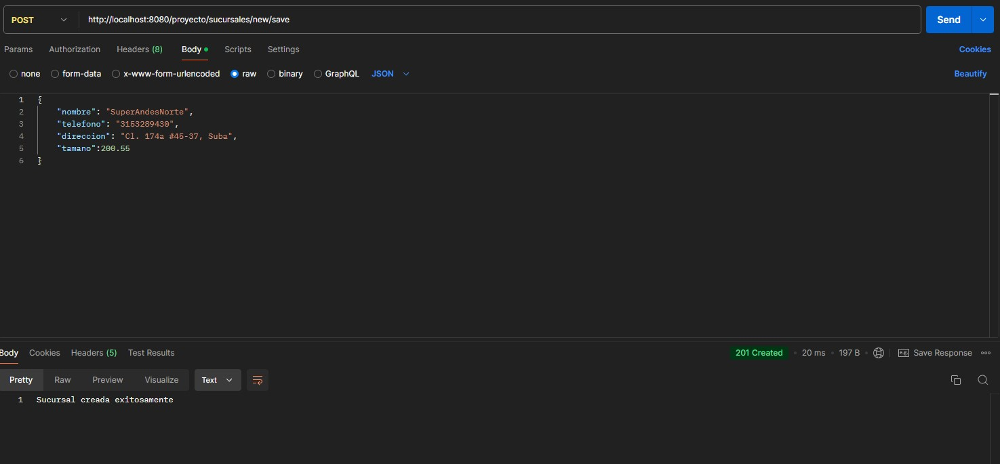 POST http://localhost:8080/proyecto/sucursales/new/save Send
Params Authorization Headers (8) Body Scripts Settings Cookies
none form-data x-www-form-urlencoded raw binary GraphQL JSON Beautify
1 {
2 "nombre": "SuperAndesNorte",
3 "telefono": "3153289430",
4 "direccion": "Cl. 174a #45-37, Suba",
5 "tamano":200.55
6 }
Body Cookies Headers (5) Test Results 201 Created 20 ms 197 B e.g. Save Response
Pretty Raw Preview Visualize Text
1 Sucursal creada exitosamente